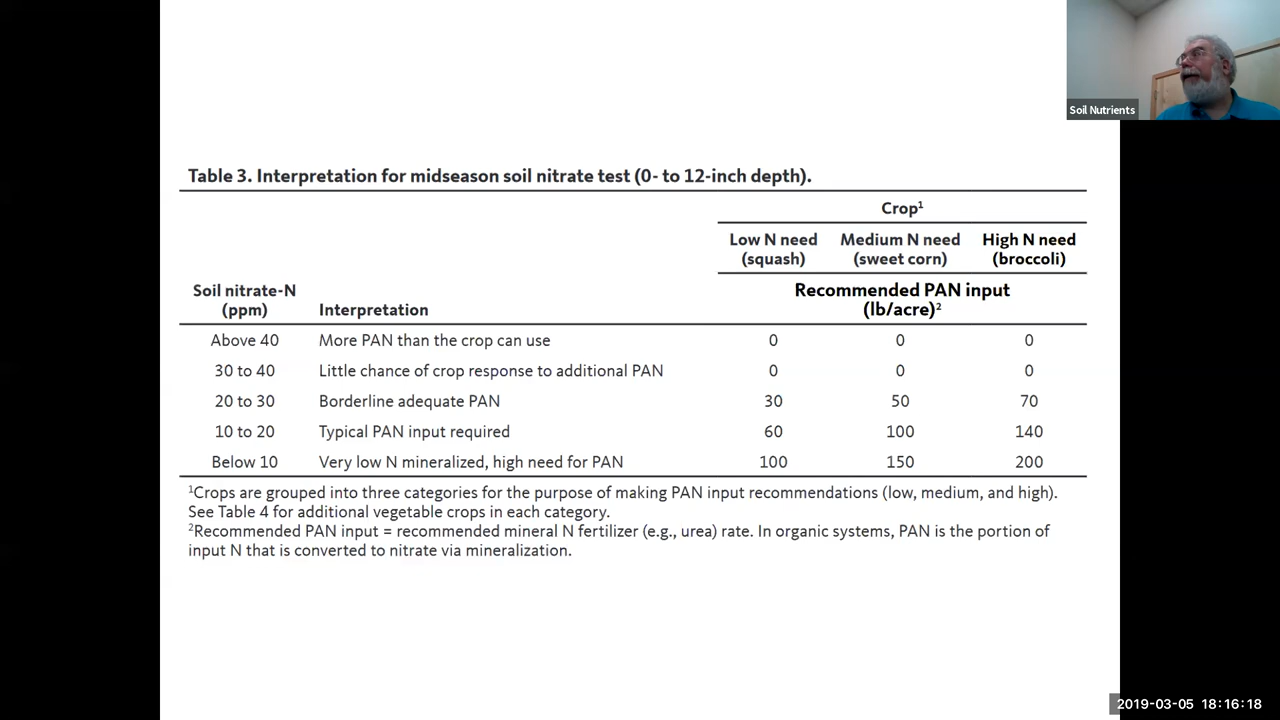 Soil Nutrients
Table 3. Interpretation for midseason soil nitrate test (0- to 12-inch depth).
Crop¹
Low N need (squash)
Medium N need (sweet corn)
High N need (broccoli)
Soil nitrate-N (ppm)
Interpretation
Recommended PAN input (lb/acre)²
Above 40 More PAN than the crop can use 0 0 0
30 to 40 Little chance of crop response to additional PAN 0 0 0
20 to 30 Borderline adequate PAN 30 50 70
10 to 20 Typical PAN input required 60 100 140
Below 10 Very low N mineralized, high need for PAN 100 150 200
¹Crops are grouped into three categories for the purpose of making PAN input recommendations (low, medium, and high).
See Table 4 for additional vegetable crops in each category.
²Recommended PAN input = recommended mineral N fertilizer (e.g., urea) rate. In organic systems, PAN is the portion of
input N that is converted to nitrate via mineralization.
2019-03-05 18:16:18